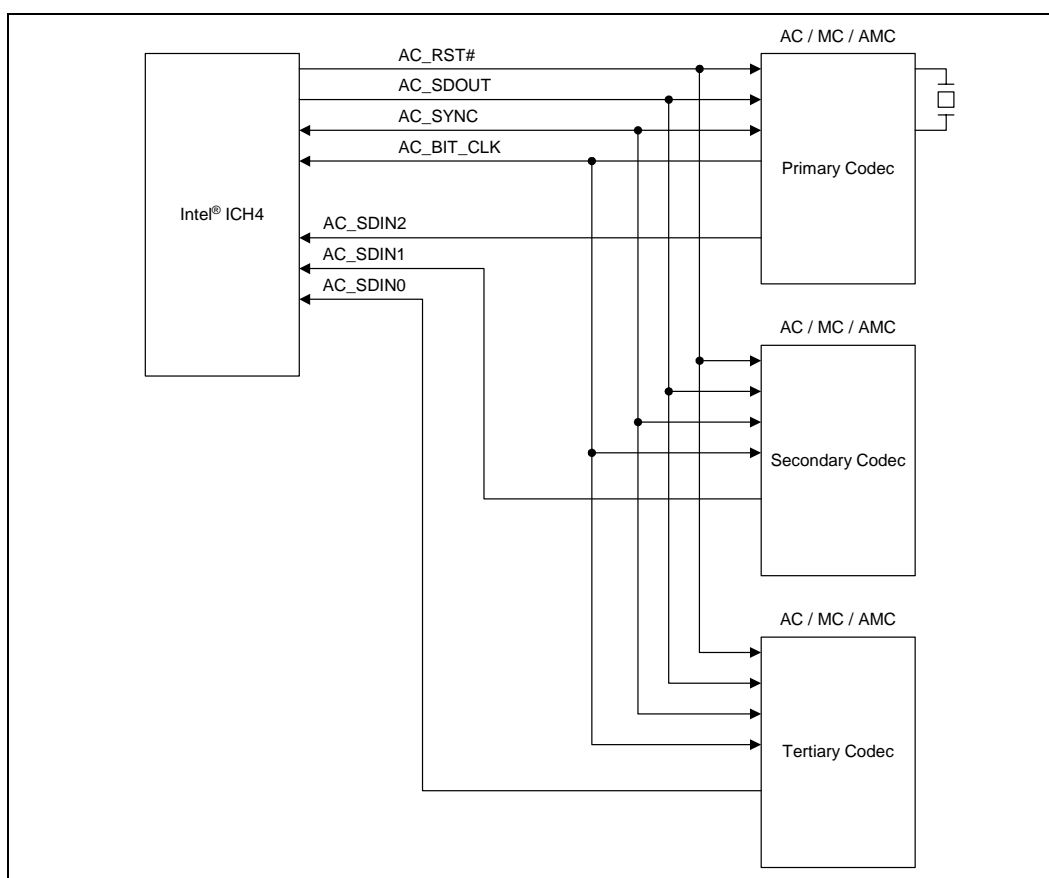 AC / MC / AMC
AC_RST#
AC_SDOUT
AC_SYNC
AC_BIT_CLK
Primary Codec
Intel® ICH4
AC_SDIN2
AC_SDIN1
AC_SDIN0
AC / MC / AMC
Secondary Codec
AC / MC / AMC
Tertiary Codec